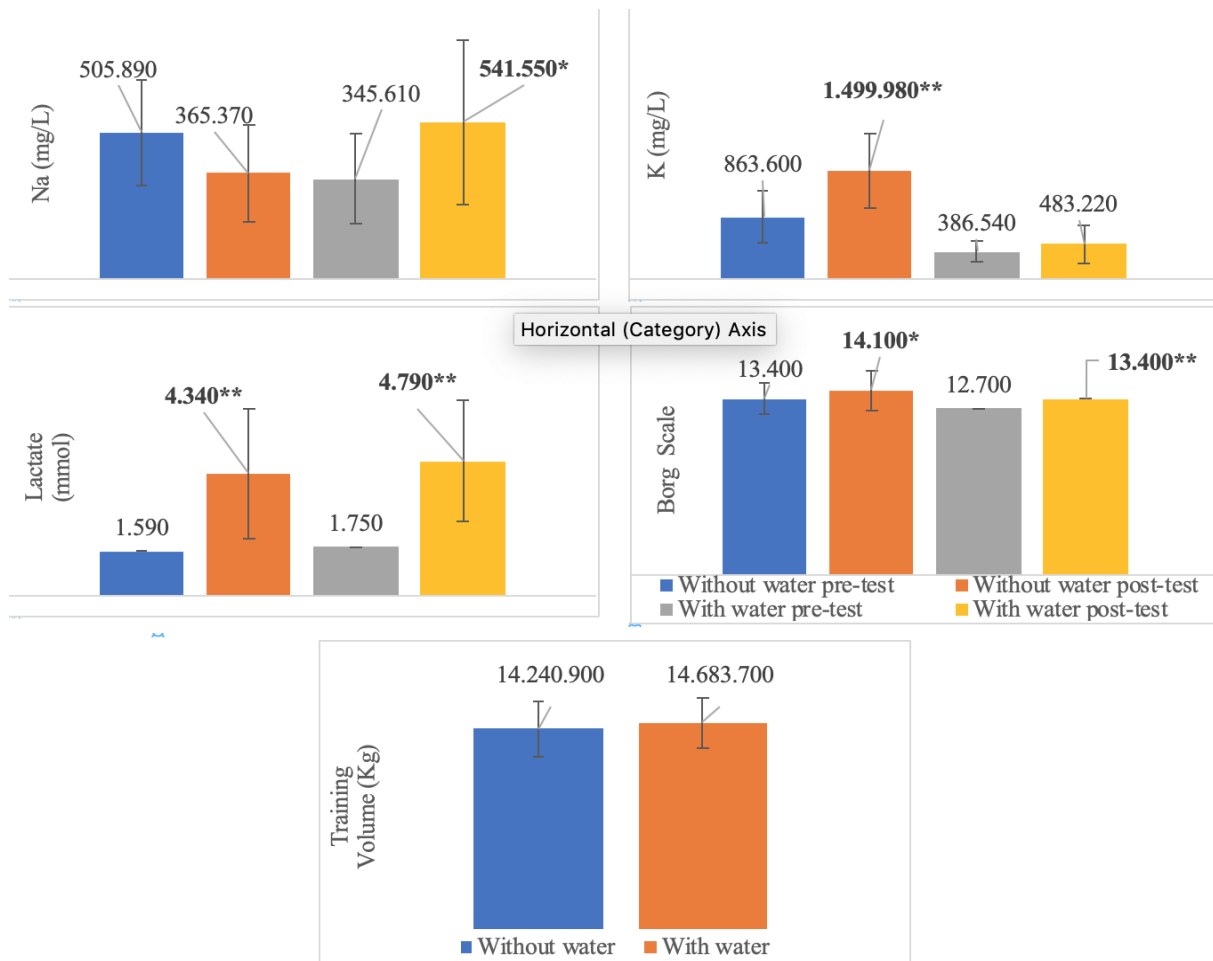 505.890
365.370
345.610
541.550*
Na (mg/L)
863.600
1.499.980**
386.540
483.220
K (mg/L)
Horizontal (Category) Axis
1.590
4.340**
1.750
4.790**
Lactate
(mmol)
13.400
14.100*
12.700
13.400**
Borg Scale
Without water pre-test
Without water post-test
With water pre-test
With water post-test
14.240.900
14.683.700
Training
Volume (Kg)
Without water
With water